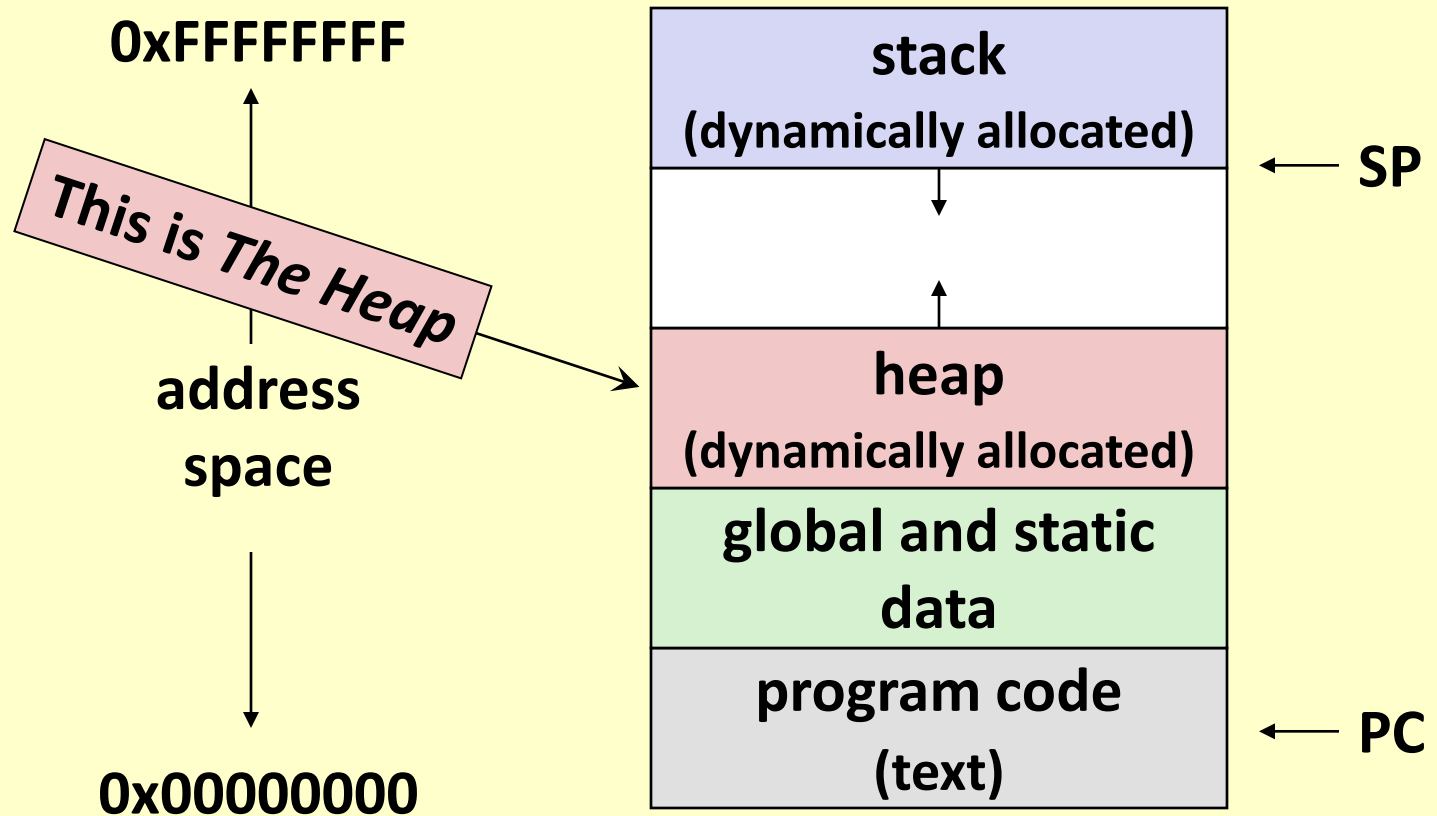 0xFFFFFFFF
This is The Heap
address
space
0x00000000
stack
(dynamically allocated)
heap
(dynamically allocated)
global and static
data
program code
(text)
SP
PC